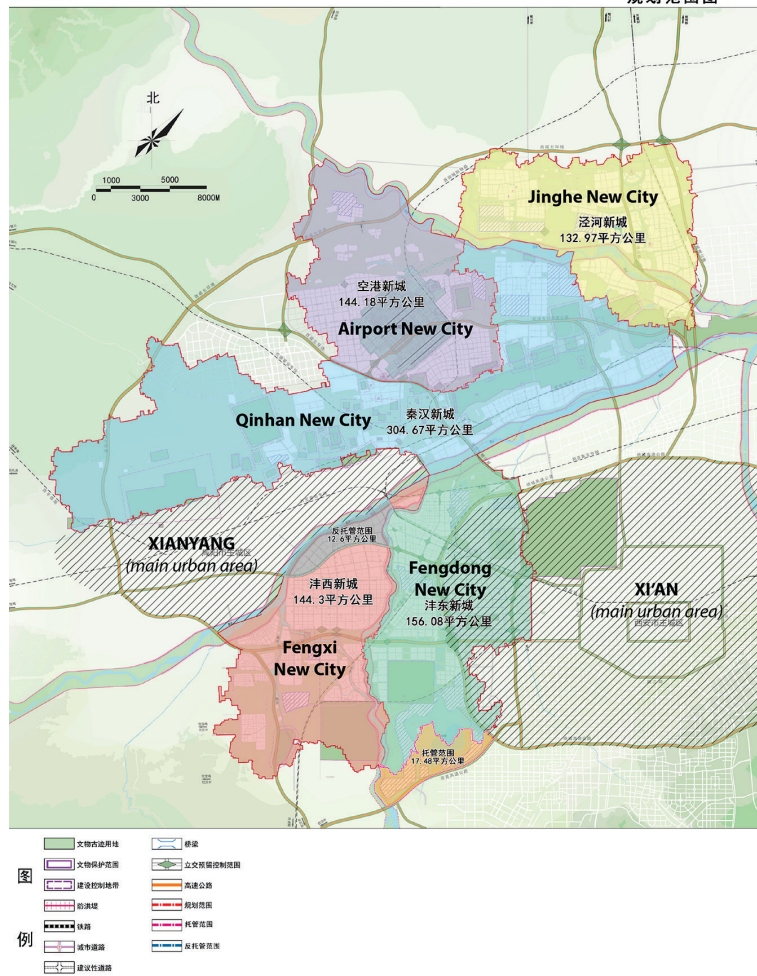 规划范围图
北
1000 5000
0 3000 8000M
Jinghe New City
泾河新城
132.97平方公里
空港新城
144.18平方公里
Airport New City
Qinhan New City
秦汉新城
304.67平方公里
反托管范围
12.6平方公里
XIANYANG
(main urban area)
咸阳市主城区
Fengdong
New City
沣东新城
156.08平方公里
沣西新城
144.3平方公里
XI'AN
(main urban area)
西安市主城区
Fengxi
New City
托管范围
17.48平方公里
图
例
文物古迹用地
桥梁
文物保护范围
立交预留控制范围
建设控制地带
高速公路
防洪堤
规划范围
铁路
托管范围
城市道路
反托管范围
建议性道路